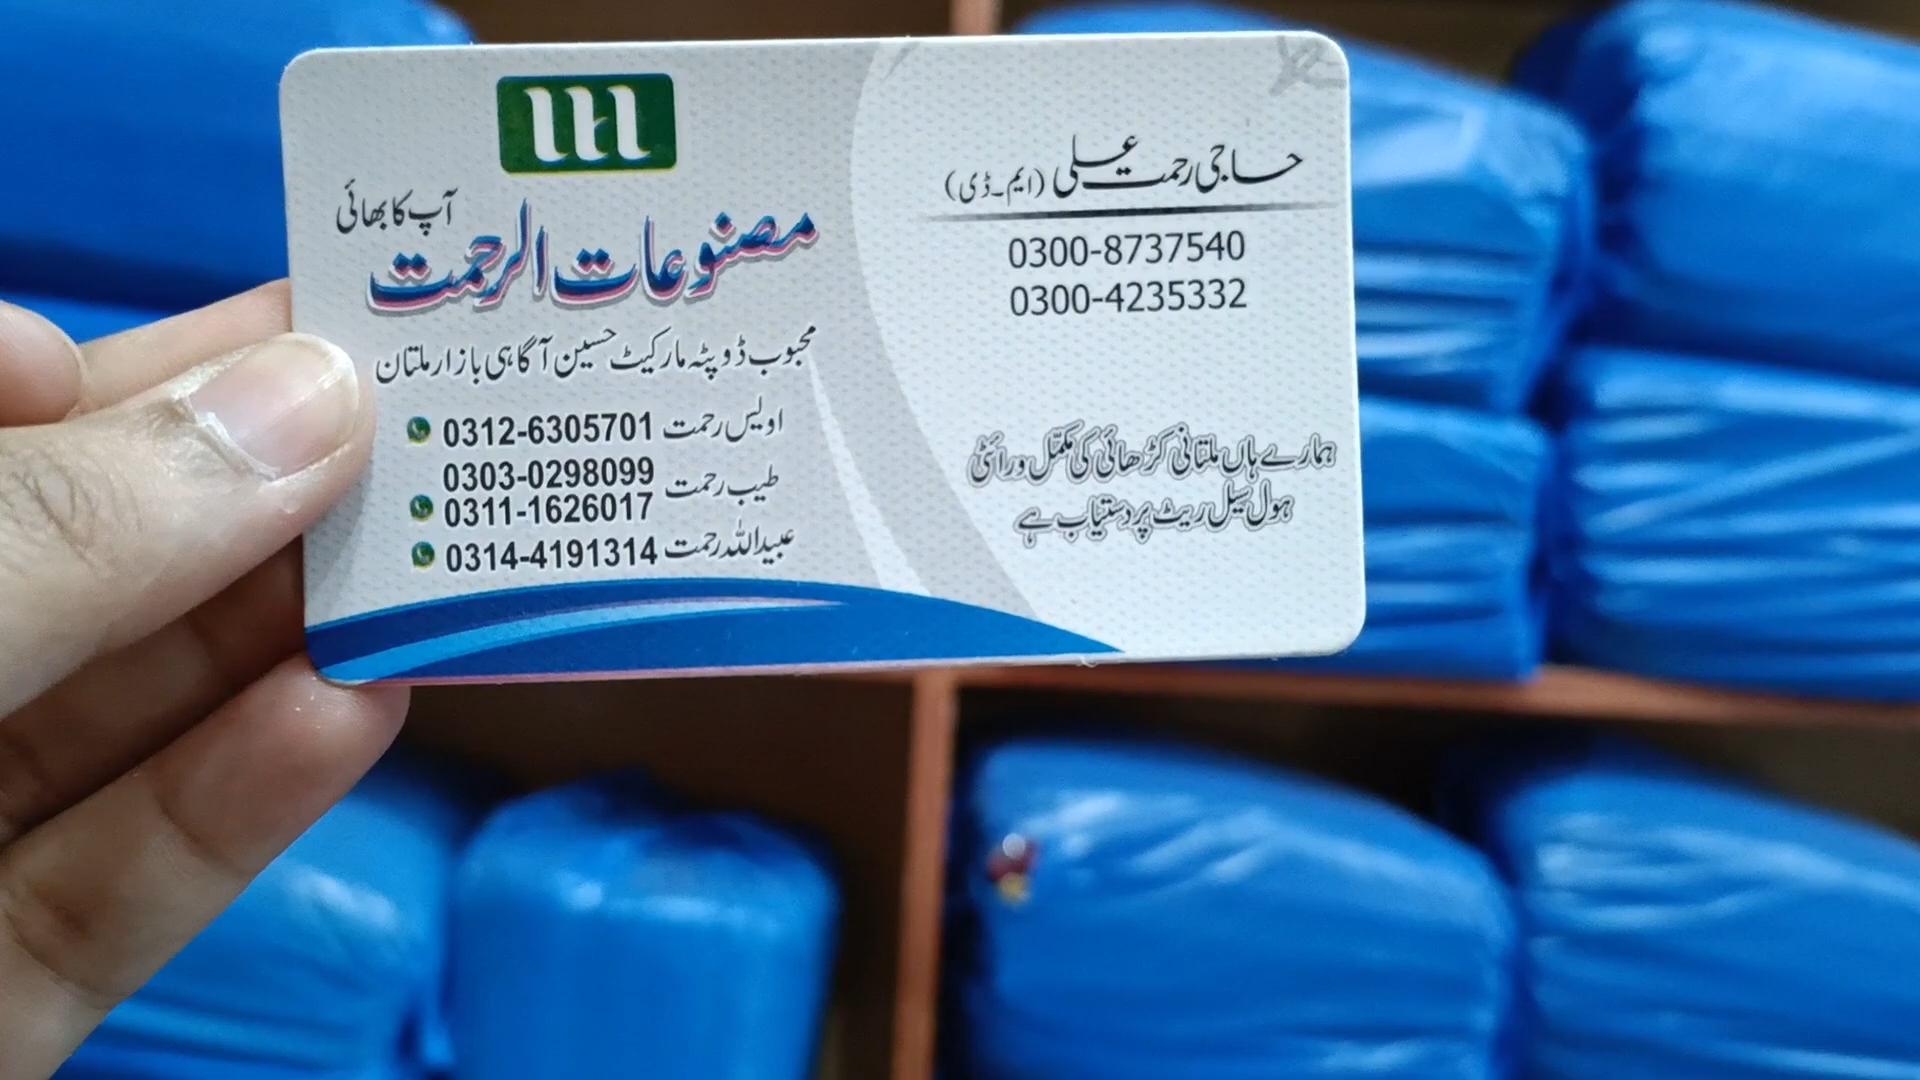 آپ کا بھائی
مصنوعات الرحمت
محبوب ڈوپٹہ مارکیٹ حسین آگاہی بازار ملتان
اویس رحمت 0312-6305701
طیب رحمت 0303-0298099
0311-1626017
عبیداللہ رحمت 0314-4191314
حاجی رحمت علی (ایم۔ڈی)
0300-8737540
0300-4235332
ہمارے ہاں ملتانی کڑھائی کی مکمّل ورائٹی
ہول سیل ریٹ پر دستیاب ہے